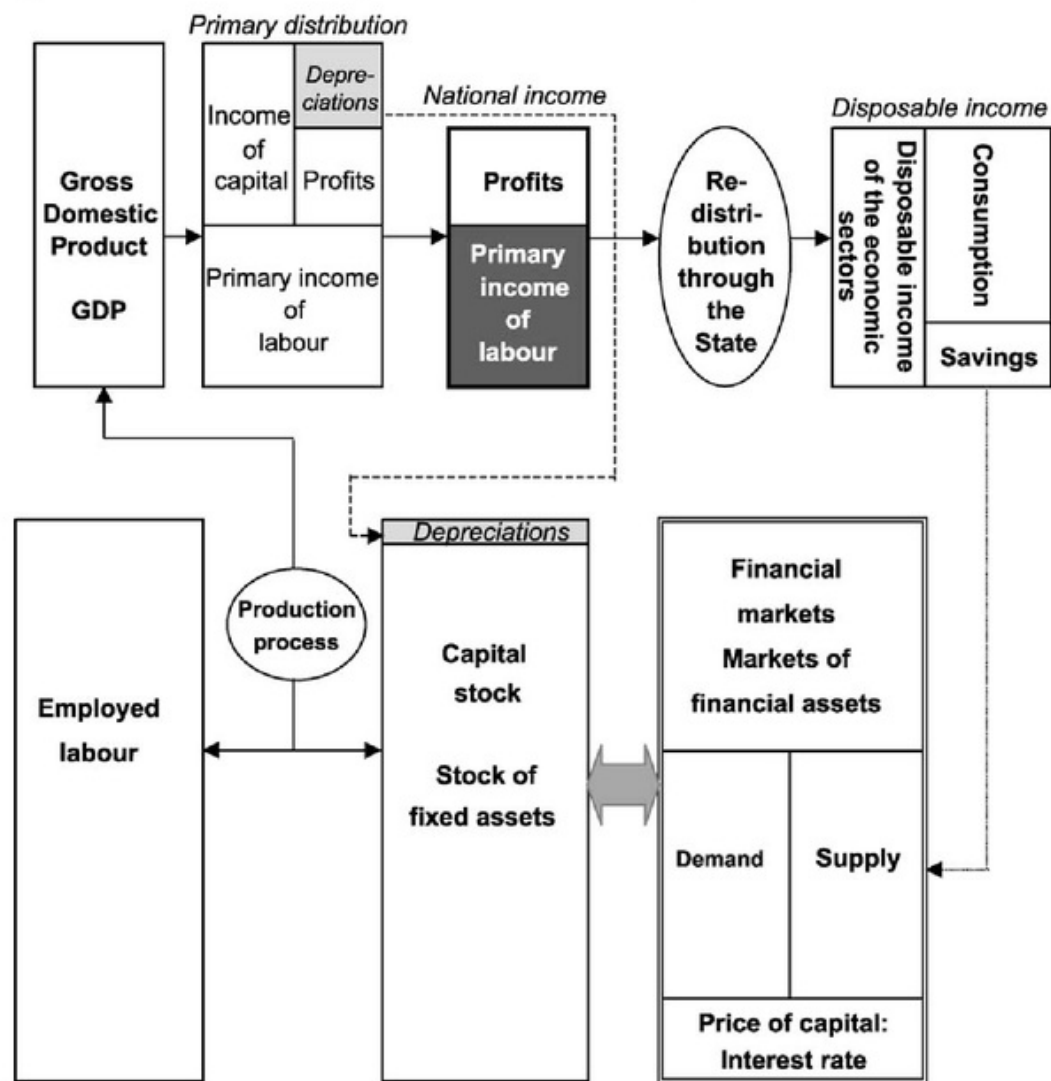 Primary distribution
Gross
Domestic
Product
GDP
Income
of
capital
Depre-
ciations
Profits
Primary income
of
labour
National income
Profits
Primary
income
of
labour
Re-
distri-
bution
through
the
State
Disposable income
Disposable income
of the economic
sectors
Consumption
Savings
Employed
labour
Production
process
Depreciations
Capital
stock
Stock of
fixed assets
Financial
markets
Markets of
financial assets
Demand
Supply
Price of capital:
Interest rate